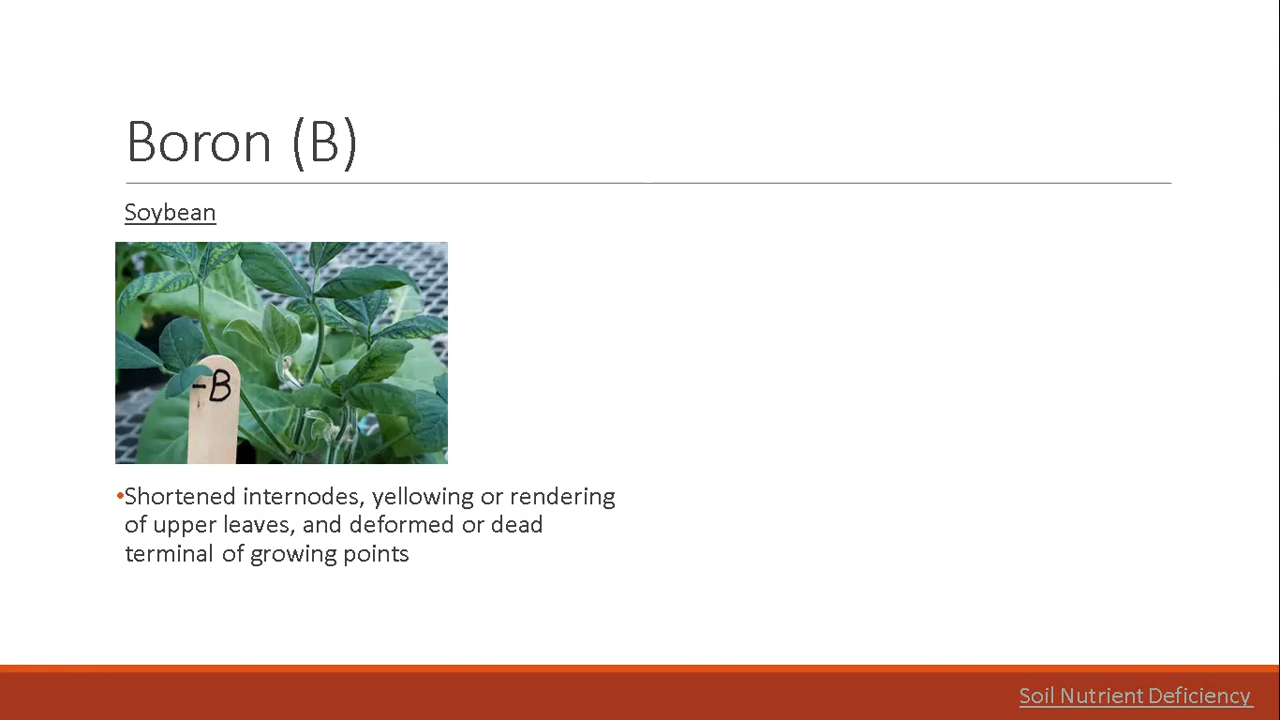 Boron (B)
Soybean
-B
•Shortened internodes, yellowing or rendering
of upper leaves, and deformed or dead
terminal of growing points
Soil Nutrient Deficiency